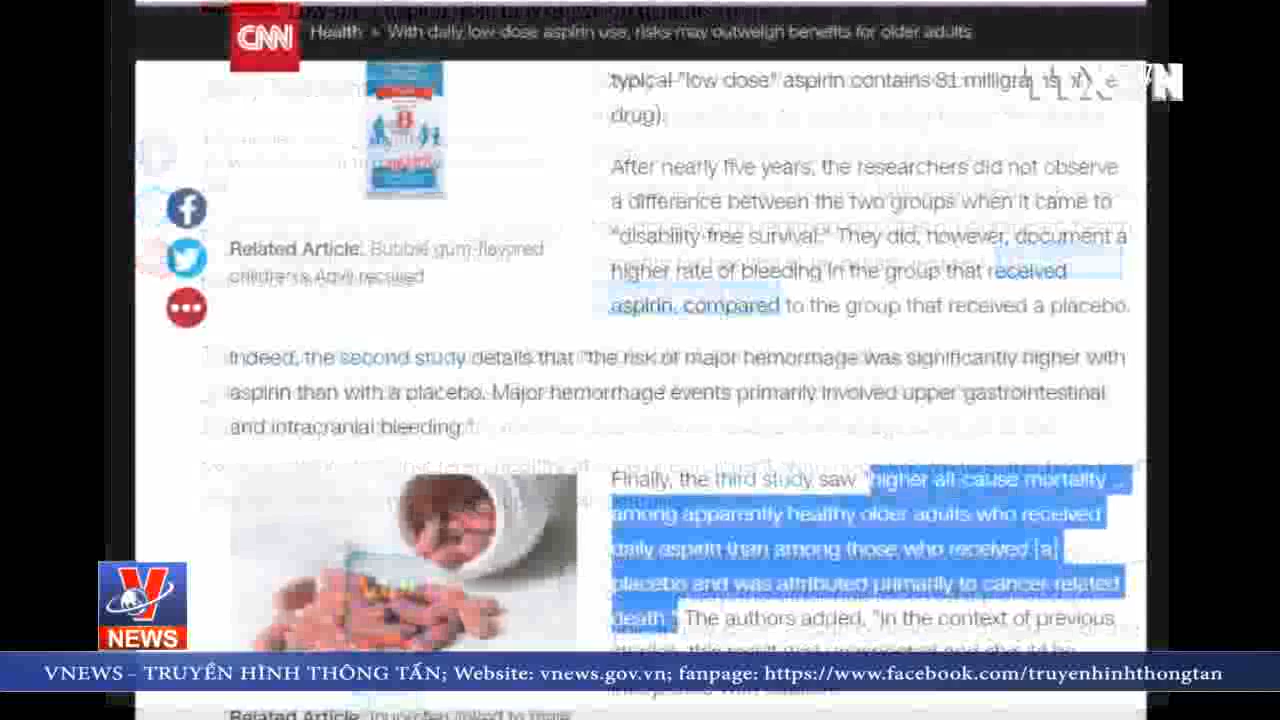 CNN Health + With daily low-dose aspirin use, risks may outweigh benefits for older adults
typical "low dose" aspirin contains 81
drug).
After nearly five years, the researchers did not observe
a difference between the two groups when it came to
"disability-free survival." They did, however, document a
higher rate of bleeding in the group that received
aspirin, compared to the group that received a placebo.
Related Article: Bubble gum-flavored
children's Advil recalled
Indeed, the second study details that "the risk of major hemorrhage was significantly higher with
aspirin than with a placebo. Major hemorrhage events primarily involved upper gastrointestinal
and intracranial bleeding."
Finally, the third study saw "higher all-cause mortality ...
among apparently healthy older adults who received
daily aspirin than among those who received [a]
placebo and was attributed primarily to cancer-related
death." The authors added, "in the context of previous
Related Article:
V
NEWS
VNEWS - TRUYỀN HÌNH THÔNG TẤN; Website: vnews.gov.vn; fanpage: https://www.facebook.com/truyenhinhthongtan